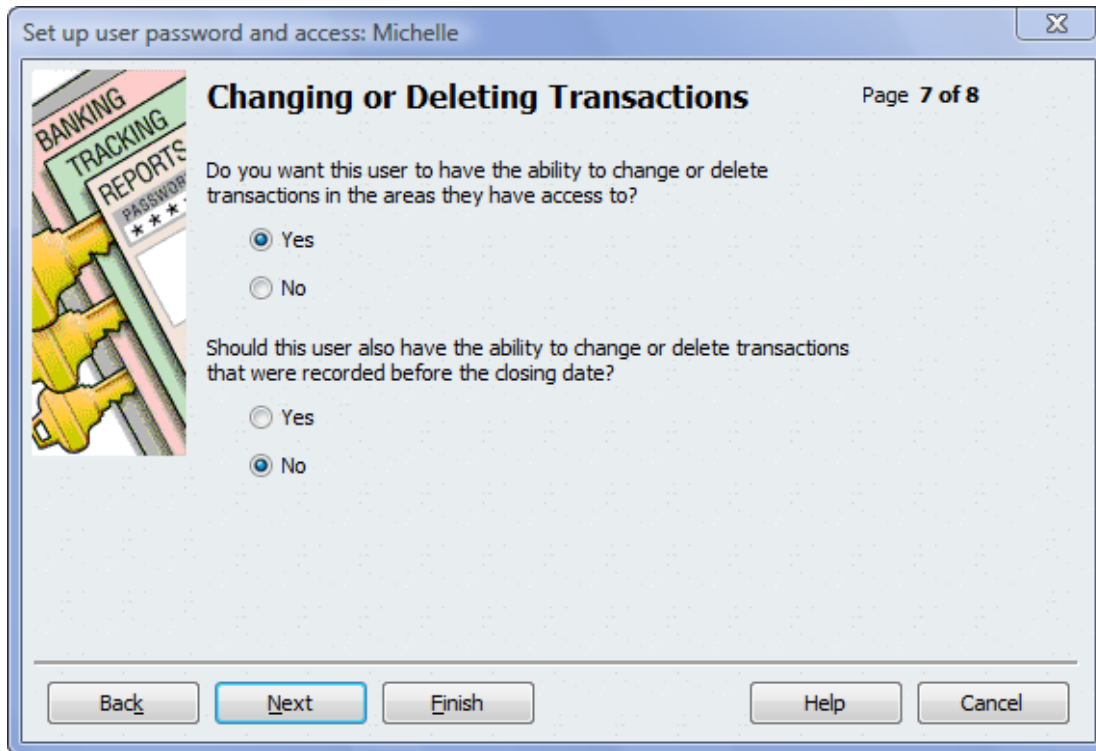 Set up user password and access: Michelle
BANKING
TRACKING
REPORTS
PASSWORD
****
Changing or Deleting Transactions
Page 7 of 8
Do you want this user to have the ability to change or delete
transactions in the areas they have access to?
Yes
No
Should this user also have the ability to change or delete transactions
that were recorded before the closing date?
Yes
No
Back
Next
Finish
Help
Cancel